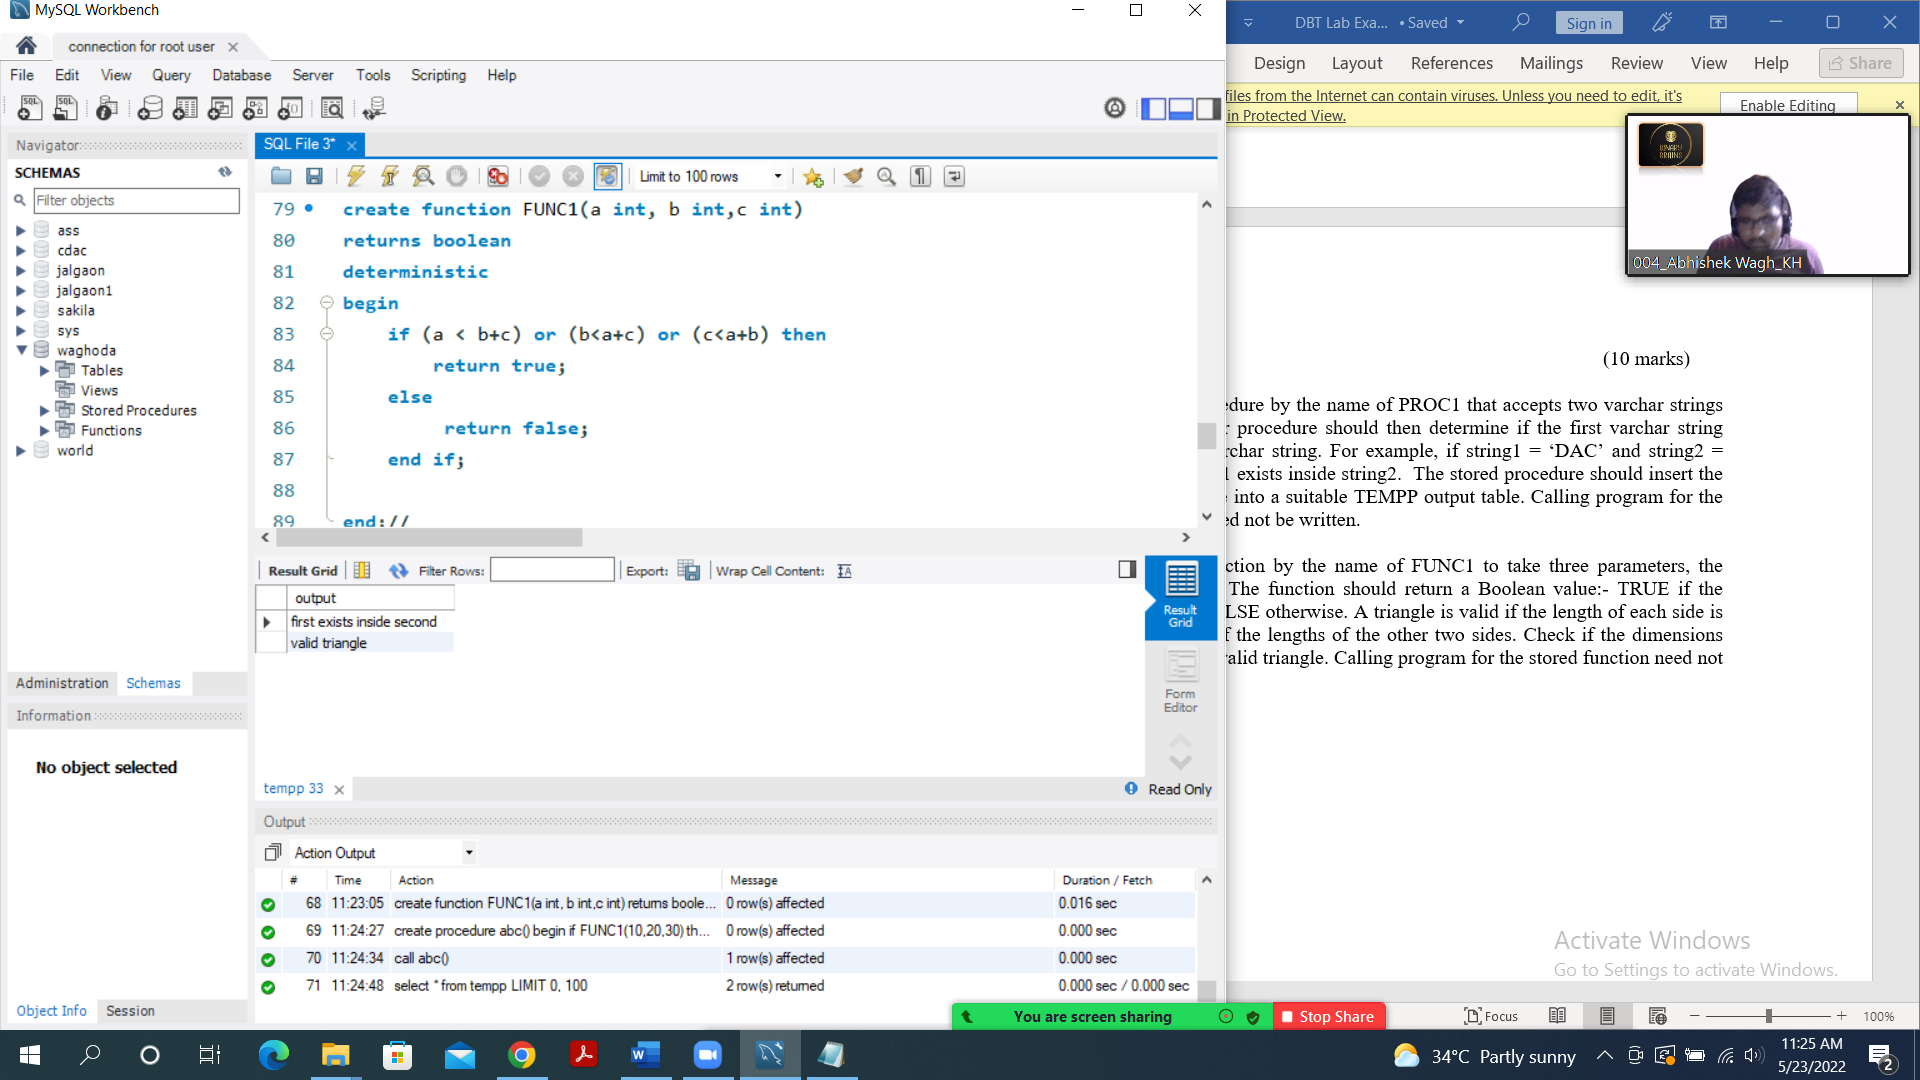 MySQL Workbench
connection for root user
File Edit View Query Database Server Tools Scripting Help
Navigator
SCHEMAS
Filter objects
ass
cdac
jalgaon
jalgaon1
sakila
sys
waghoda
Tables
Views
Stored Procedures
Functions
world
Administration Schemas
Information
No object selected
Object Info Session
SQL File 3*
Limit to 100 rows
79 create function FUNC1(a int, b int,c int)
80 returns boolean
81 deterministic
82 begin
83 if (a < b+c) or (b<a+c) or (c<a+b) then
84 return true;
85 else
86 return false;
87 end if;
88
89 end;//
Result Grid Filter Rows: Export: Wrap Cell Content:
output
first exists inside second
valid triangle
Result Grid
Form Editor
tempp 33
Read Only
Output
Action Output
# Time Action Message Duration / Fetch
68 11:23:05 create function FUNC1(a int, b int,c int) returns boole... 0 row(s) affected 0.016 sec
69 11:24:27 create procedure abc() begin if FUNC1(10,20,30) th... 0 row(s) affected 0.000 sec
70 11:24:34 call abc() 1 row(s) affected 0.000 sec
71 11:24:48 select * from tempp LIMIT 0, 100 2 row(s) returned 0.000 sec / 0.000 sec
You are screen sharing Stop Share
DBT Lab Exa... • Saved Sign in
Design Layout References Mailings Review View Help Share
files from the Internet can contain viruses. Unless you need to edit, it's
in Protected View.
Enable Editing
BINARY BRAINS
004_Abhishek Wagh_KH
(10 marks)
edure by the name of PROC1 that accepts two varchar strings
r procedure should then determine if the first varchar string
rchar string. For example, if string1 = ‘DAC’ and string2 =
1 exists inside string2. The stored procedure should insert the
e into a suitable TEMPP output table. Calling program for the
ed not be written.
ction by the name of FUNC1 to take three parameters, the
The function should return a Boolean value:- TRUE if the
LSE otherwise. A triangle is valid if the length of each side is
f the lengths of the other two sides. Check if the dimensions
valid triangle. Calling program for the stored function need not
Activate Windows
Go to Settings to activate Windows.
Focus 100%
34°C Partly sunny
11:25 AM
5/23/2022
2